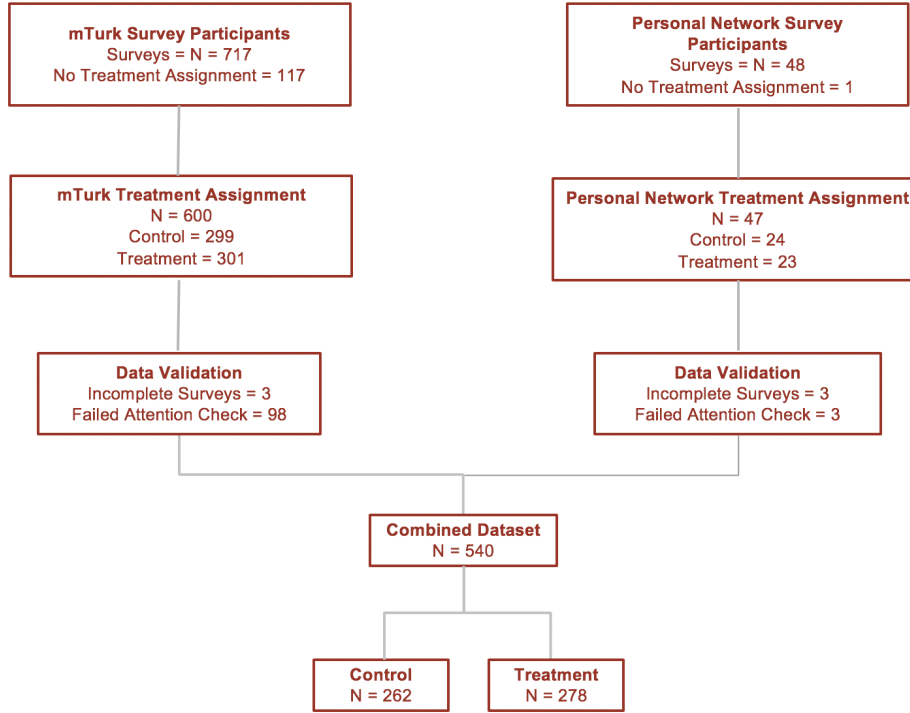 mTurk Survey Participants
Surveys = N = 717
No Treatment Assignment = 117
Personal Network Survey
Participants
Surveys = N = 48
No Treatment Assignment = 1
mTurk Treatment Assignment
N = 600
Control = 299
Treatment = 301
Personal Network Treatment Assignment
N = 47
Control = 24
Treatment = 23
Data Validation
Incomplete Surveys = 3
Failed Attention Check = 98
Data Validation
Incomplete Surveys = 3
Failed Attention Check = 3
Combined Dataset
N = 540
Control
N = 262
Treatment
N = 278